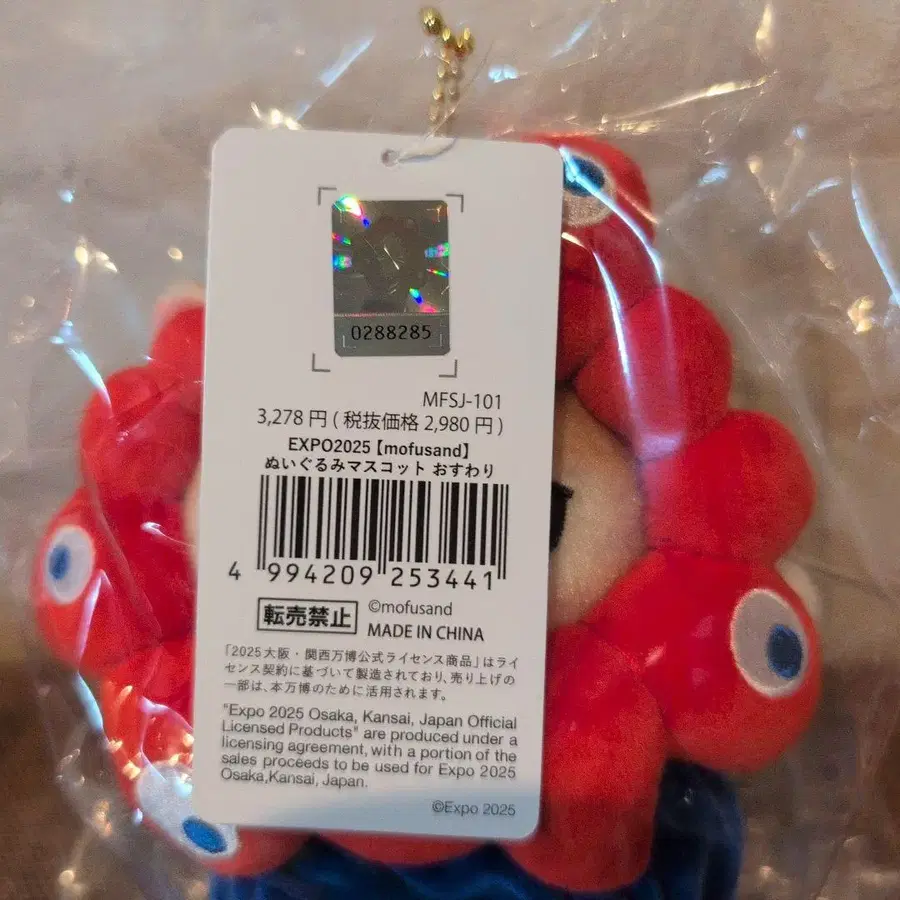 0288285
MFSJ-101
3,278 円 ( 税抜価格 2,980 円 )
EXPO2025【mofusand】
ぬいぐるみマスコット おすわり
4 994209 253441
転売禁止
©mofusand
MADE IN CHINA
「2025大阪・関西万博公式ライセンス商品」はライ
センス契約に基づいて製造されており、売り上げの
一部は、本万博のために活用されます。
"Expo 2025 Osaka, Kansai, Japan Official
Licensed Products" are produced under a
licensing agreement, with a portion of the
sales proceeds to be used for Expo 2025
Osaka,Kansai, Japan.
©Expo 2025